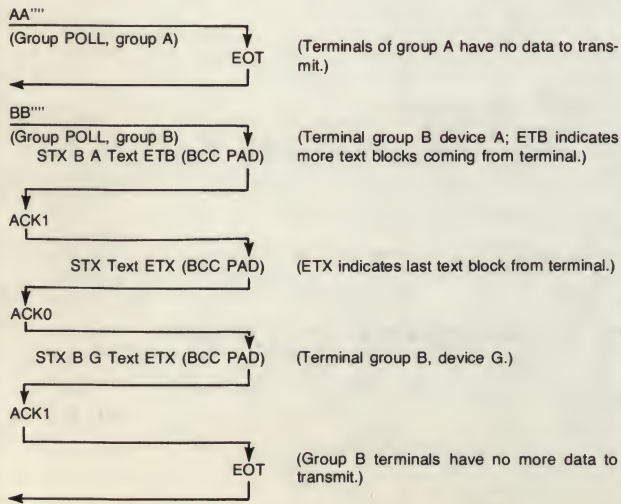 AA""
(Group POLL, group A)
EOT
(Terminals of group A have no data to trans-
mit.)
BB""
(Group POLL, group B)
STX B A Text ETB (BCC PAD)
(Terminal group B device A; ETB indicates
more text blocks coming from terminal.)
ACK1
STX Text ETX (BCC PAD)
(ETX indicates last text block from terminal.)
ACK0
STX B G Text ETX (BCC PAD)
(Terminal group B, device G.)
ACK1
EOT
(Group B terminals have no more data to
transmit.)